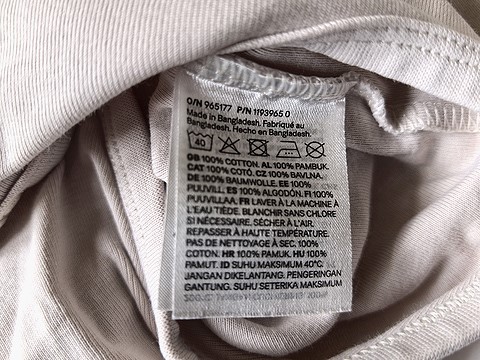 O/N 965177 P/N 1193965 0
Made in Bangladesh. Fabriqué au
Bangladesh. Hecho en Bangladesh.
40
GB 100% COTTON. AL 100% PAMBUK.
CAT 100% COTÓ. CZ 100% BAVLNA.
DE 100% BAUMWOLLE. EE 100%
PUUVILL. ES 100% ALGODÓN. FI 100%
PUUVILLAA. FR LAVER À LA MACHINE À
L'EAU TIÈDE. BLANCHIR SANS CHLORE
SI NÉCESSAIRE. SÉCHER À L'AIR.
REPASSER À HAUTE TEMPÉRATURE.
PAS DE NETTOYAGE À SEC. 100%
COTON. HR 100% PAMUK. HU 100%
PAMUT. ID SUHU MAKSIMUM 40°C.
JANGAN DIKELANTANG. PENGERINGAN
GANTUNG. SUHU SETERIKA MAKSIMUM